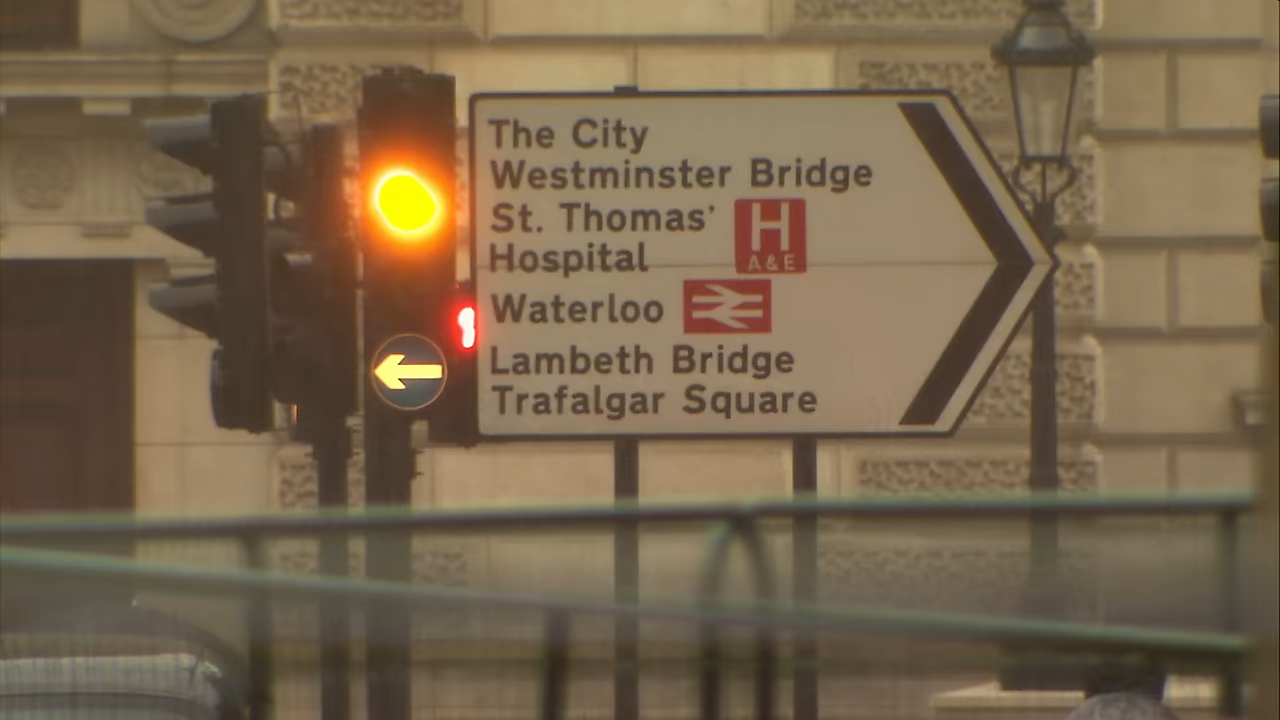 The City
Westminster Bridge
St. Thomas'
Hospital
H
A&E
Waterloo
Lambeth Bridge
Trafalgar Square